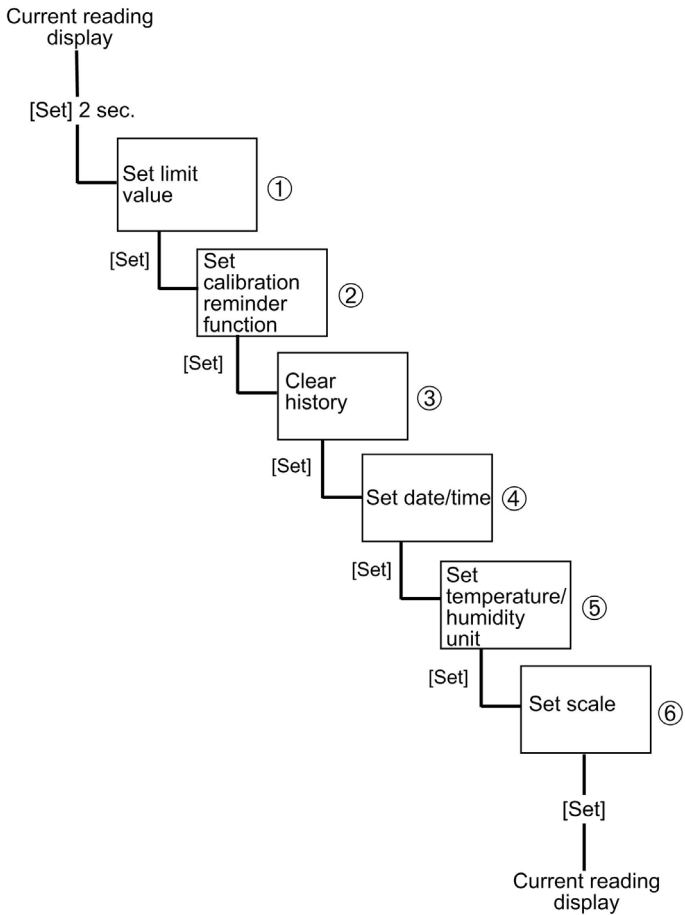 Current reading
display
[Set] 2 sec.
Set limit
value
①
[Set]
Set
calibration
reminder
function
②
[Set]
Clear
history
③
[Set]
Set date/time
④
[Set]
Set
temperature/
humidity
unit
⑤
[Set]
Set scale
⑥
[Set]
Current reading
display